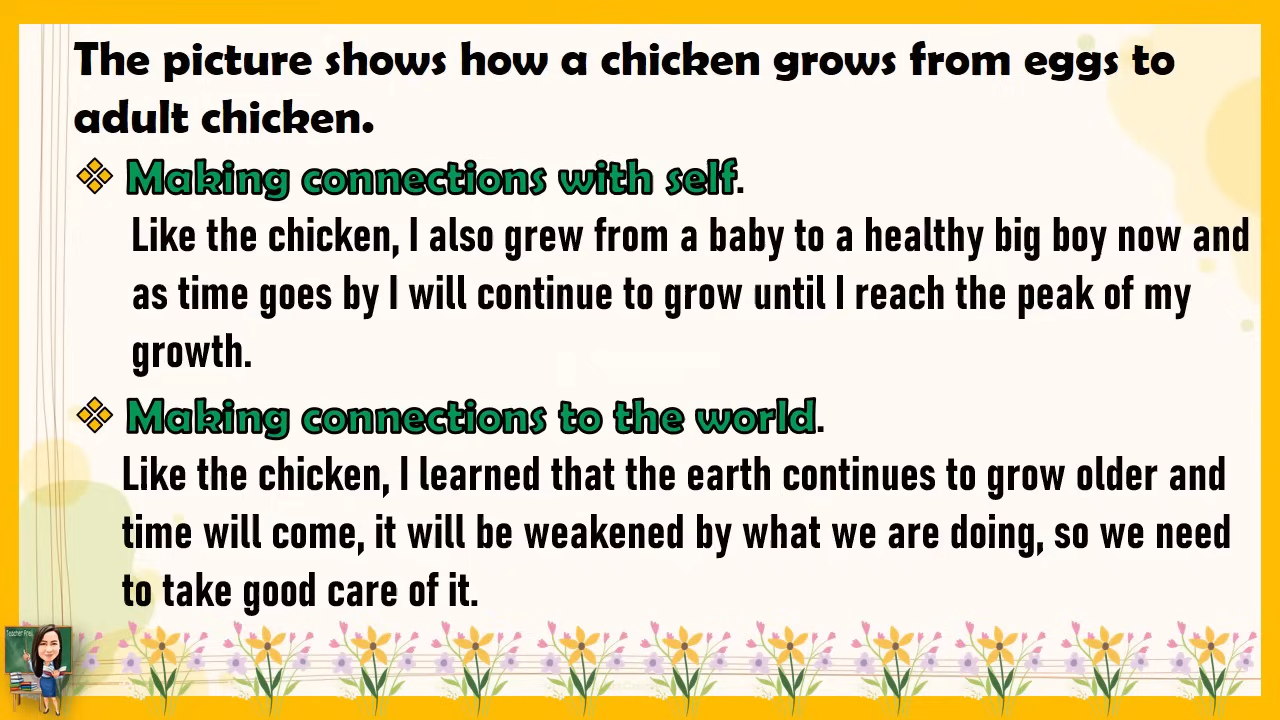 The picture shows how a chicken grows from eggs to
adult chicken.
Making connections with self.
Like the chicken, I also grew from a baby to a healthy big boy now and
as time goes by I will continue to grow until I reach the peak of my
growth.
Making connections to the world.
Like the chicken, I learned that the earth continues to grow older and
time will come, it will be weakened by what we are doing, so we need
to take good care of it.
Teacher